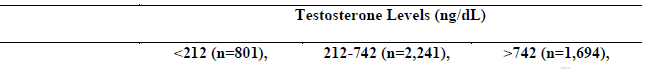 Testosterone Levels (ng/dL)
<212 (n=801), 212-742 (n=2,241), >742 (n=1,694),